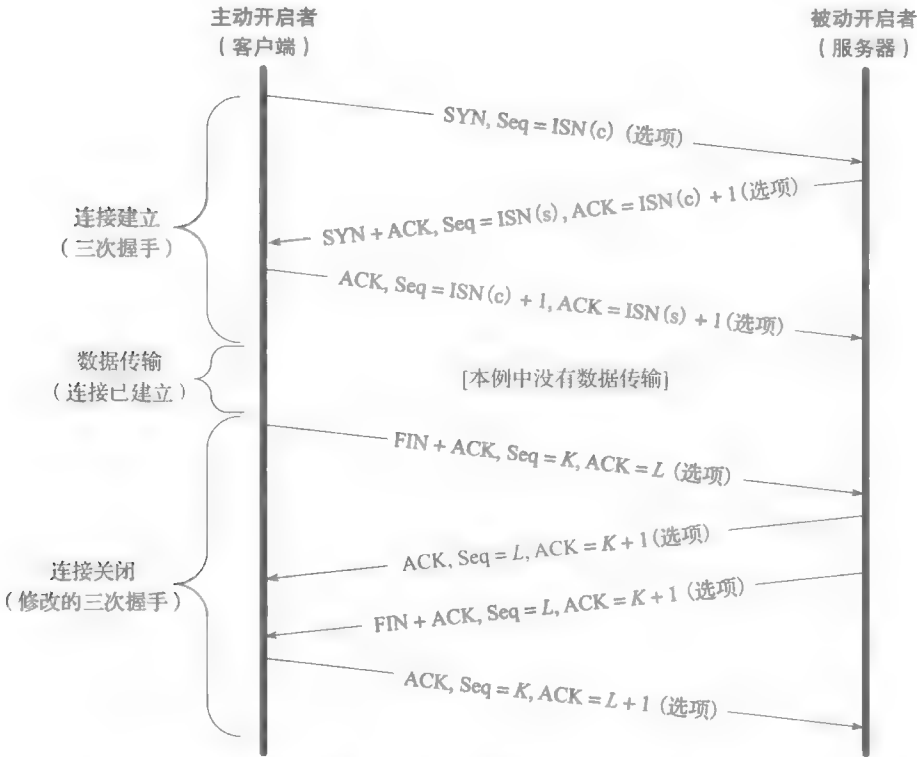 主动开启者
(客户端)
被动开启者
(服务器)
SYN, Seq = ISN(c) (选项)
SYN + ACK, Seq = ISN(s), ACK = ISN(c) + 1(选项)
连接建立
(三次握手)
ACK, Seq = ISN(c) + 1, ACK = ISN(s) + 1(选项)
数据传输
(连接已建立)
[本例中没有数据传输]
FIN + ACK, Seq = K, ACK = L (选项)
ACK, Seq = L, ACK = K + 1(选项)
连接关闭
(修改的三次握手)
FIN + ACK, Seq = L, ACK = K + 1 (选项)
ACK, Seq = K, ACK = L + 1 (选项)